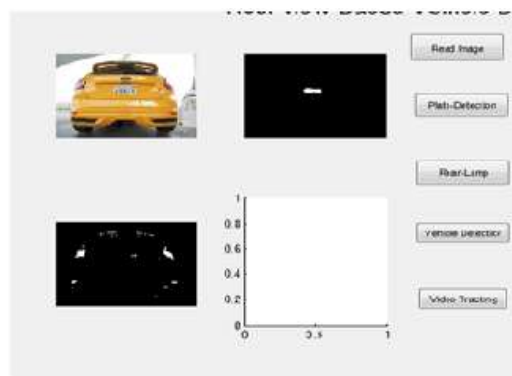 Read Image
Plate-Detection
Rear-Lamp
Vehicle Detection
Video Tracking
1
0.8
0.6
0.4
0.2
0
0 0.5 1